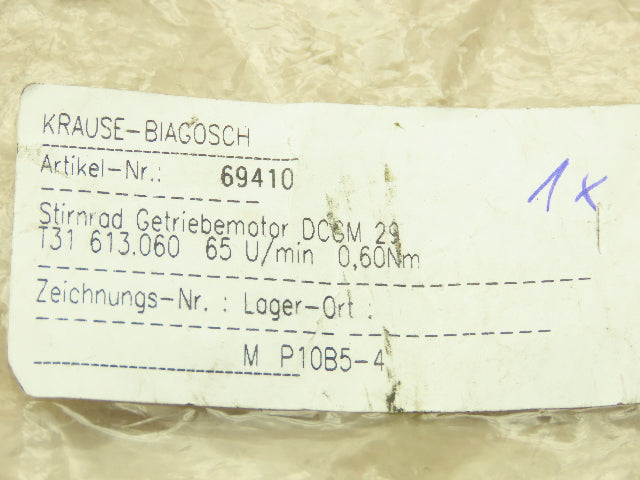 KRAUSE-BIAGOSCH
Artikel-Nr.: 69410
1x
Stirnrad Getriebemotor DCGM 29
T31 613.060 65 U/min 0,60Nm
Zeichnungs-Nr. : Lager-Ort :
M P10B5-4